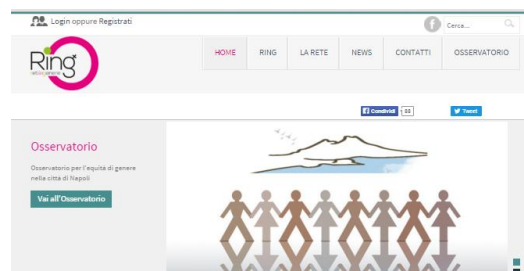 Login oppure Registrati
Cerca...
Ring
HOME RING LA RETE NEWS CONTATTI OSSERVATORIO
Condividi 88
Tweet
Osservatorio
Osservatorio per l'equità di genere
nella città di Napoli
Vai all'Osservatorio